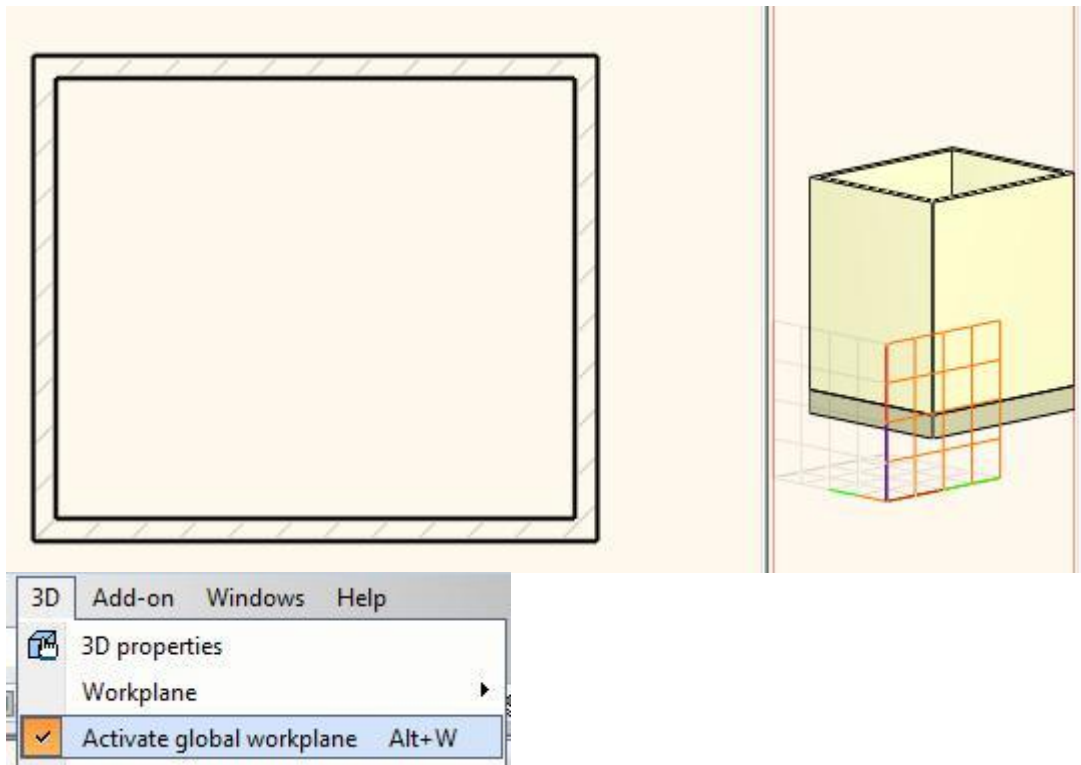 3D Add-on Windows Help
3D properties
Workplane
Activate global workplane Alt+W